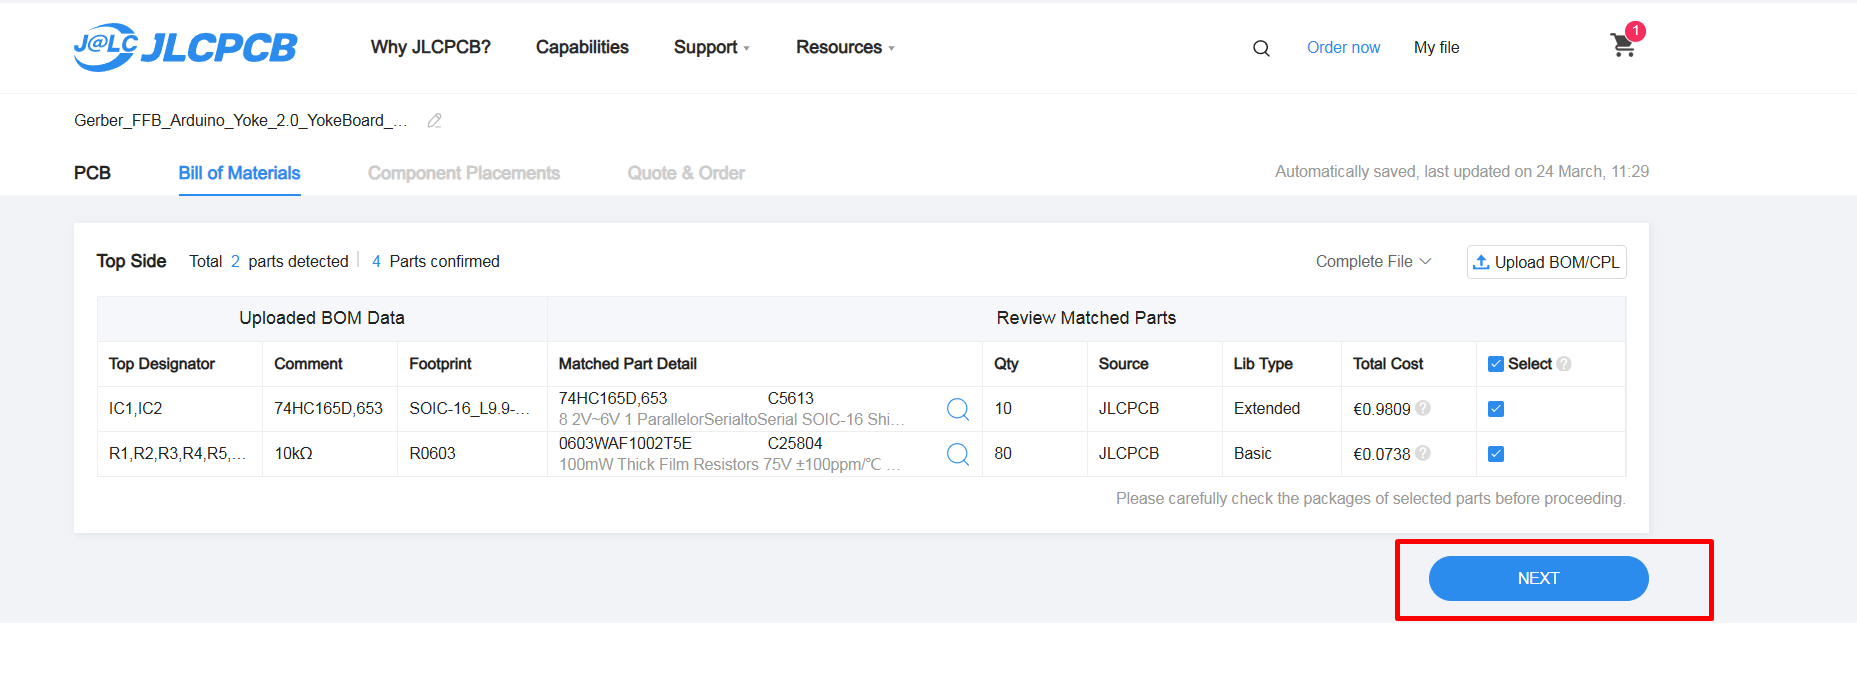 J@LC JLCPCB Why JLCPCB? Capabilities Support Resources Order now My file 1
Gerber_FFB_Arduino_Yoke_2.0_YokeBoard_...
PCB Bill of Materials Component Placements Quote & Order Automatically saved, last updated on 24 March, 11:29
Top Side Total 2 parts detected 4 Parts confirmed Complete File Upload BOM/CPL
Uploaded BOM Data Review Matched Parts
Top Designator Comment Footprint Matched Part Detail Qty Source Lib Type Total Cost Select ?
IC1,IC2 74HC165D,653 SOIC-16_L9.9-... 74HC165D,653 C5613 10 JLCPCB Extended €0.9809 ?
8 2V~6V 1 ParallelorSerialtoSerial SOIC-16 Shi...
R1,R2,R3,R4,R5,... 10kΩ R0603 0603WAF1002T5E C25804 80 JLCPCB Basic €0.0738 ?
100mW Thick Film Resistors 75V ±100ppm/℃ ...
Please carefully check the packages of selected parts before proceeding.
NEXT